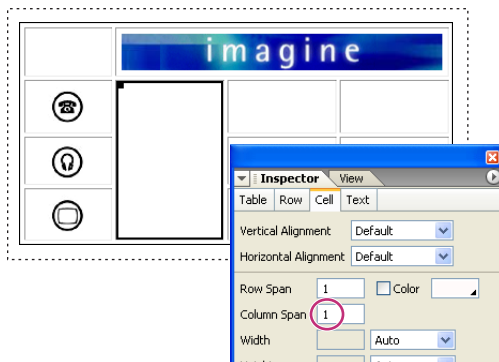 imagine
Inspector View
Table Row Cell Text
Vertical Alignment Default
Horizontal Alignment Default
Row Span 1 Color
Column Span 1
Width Auto